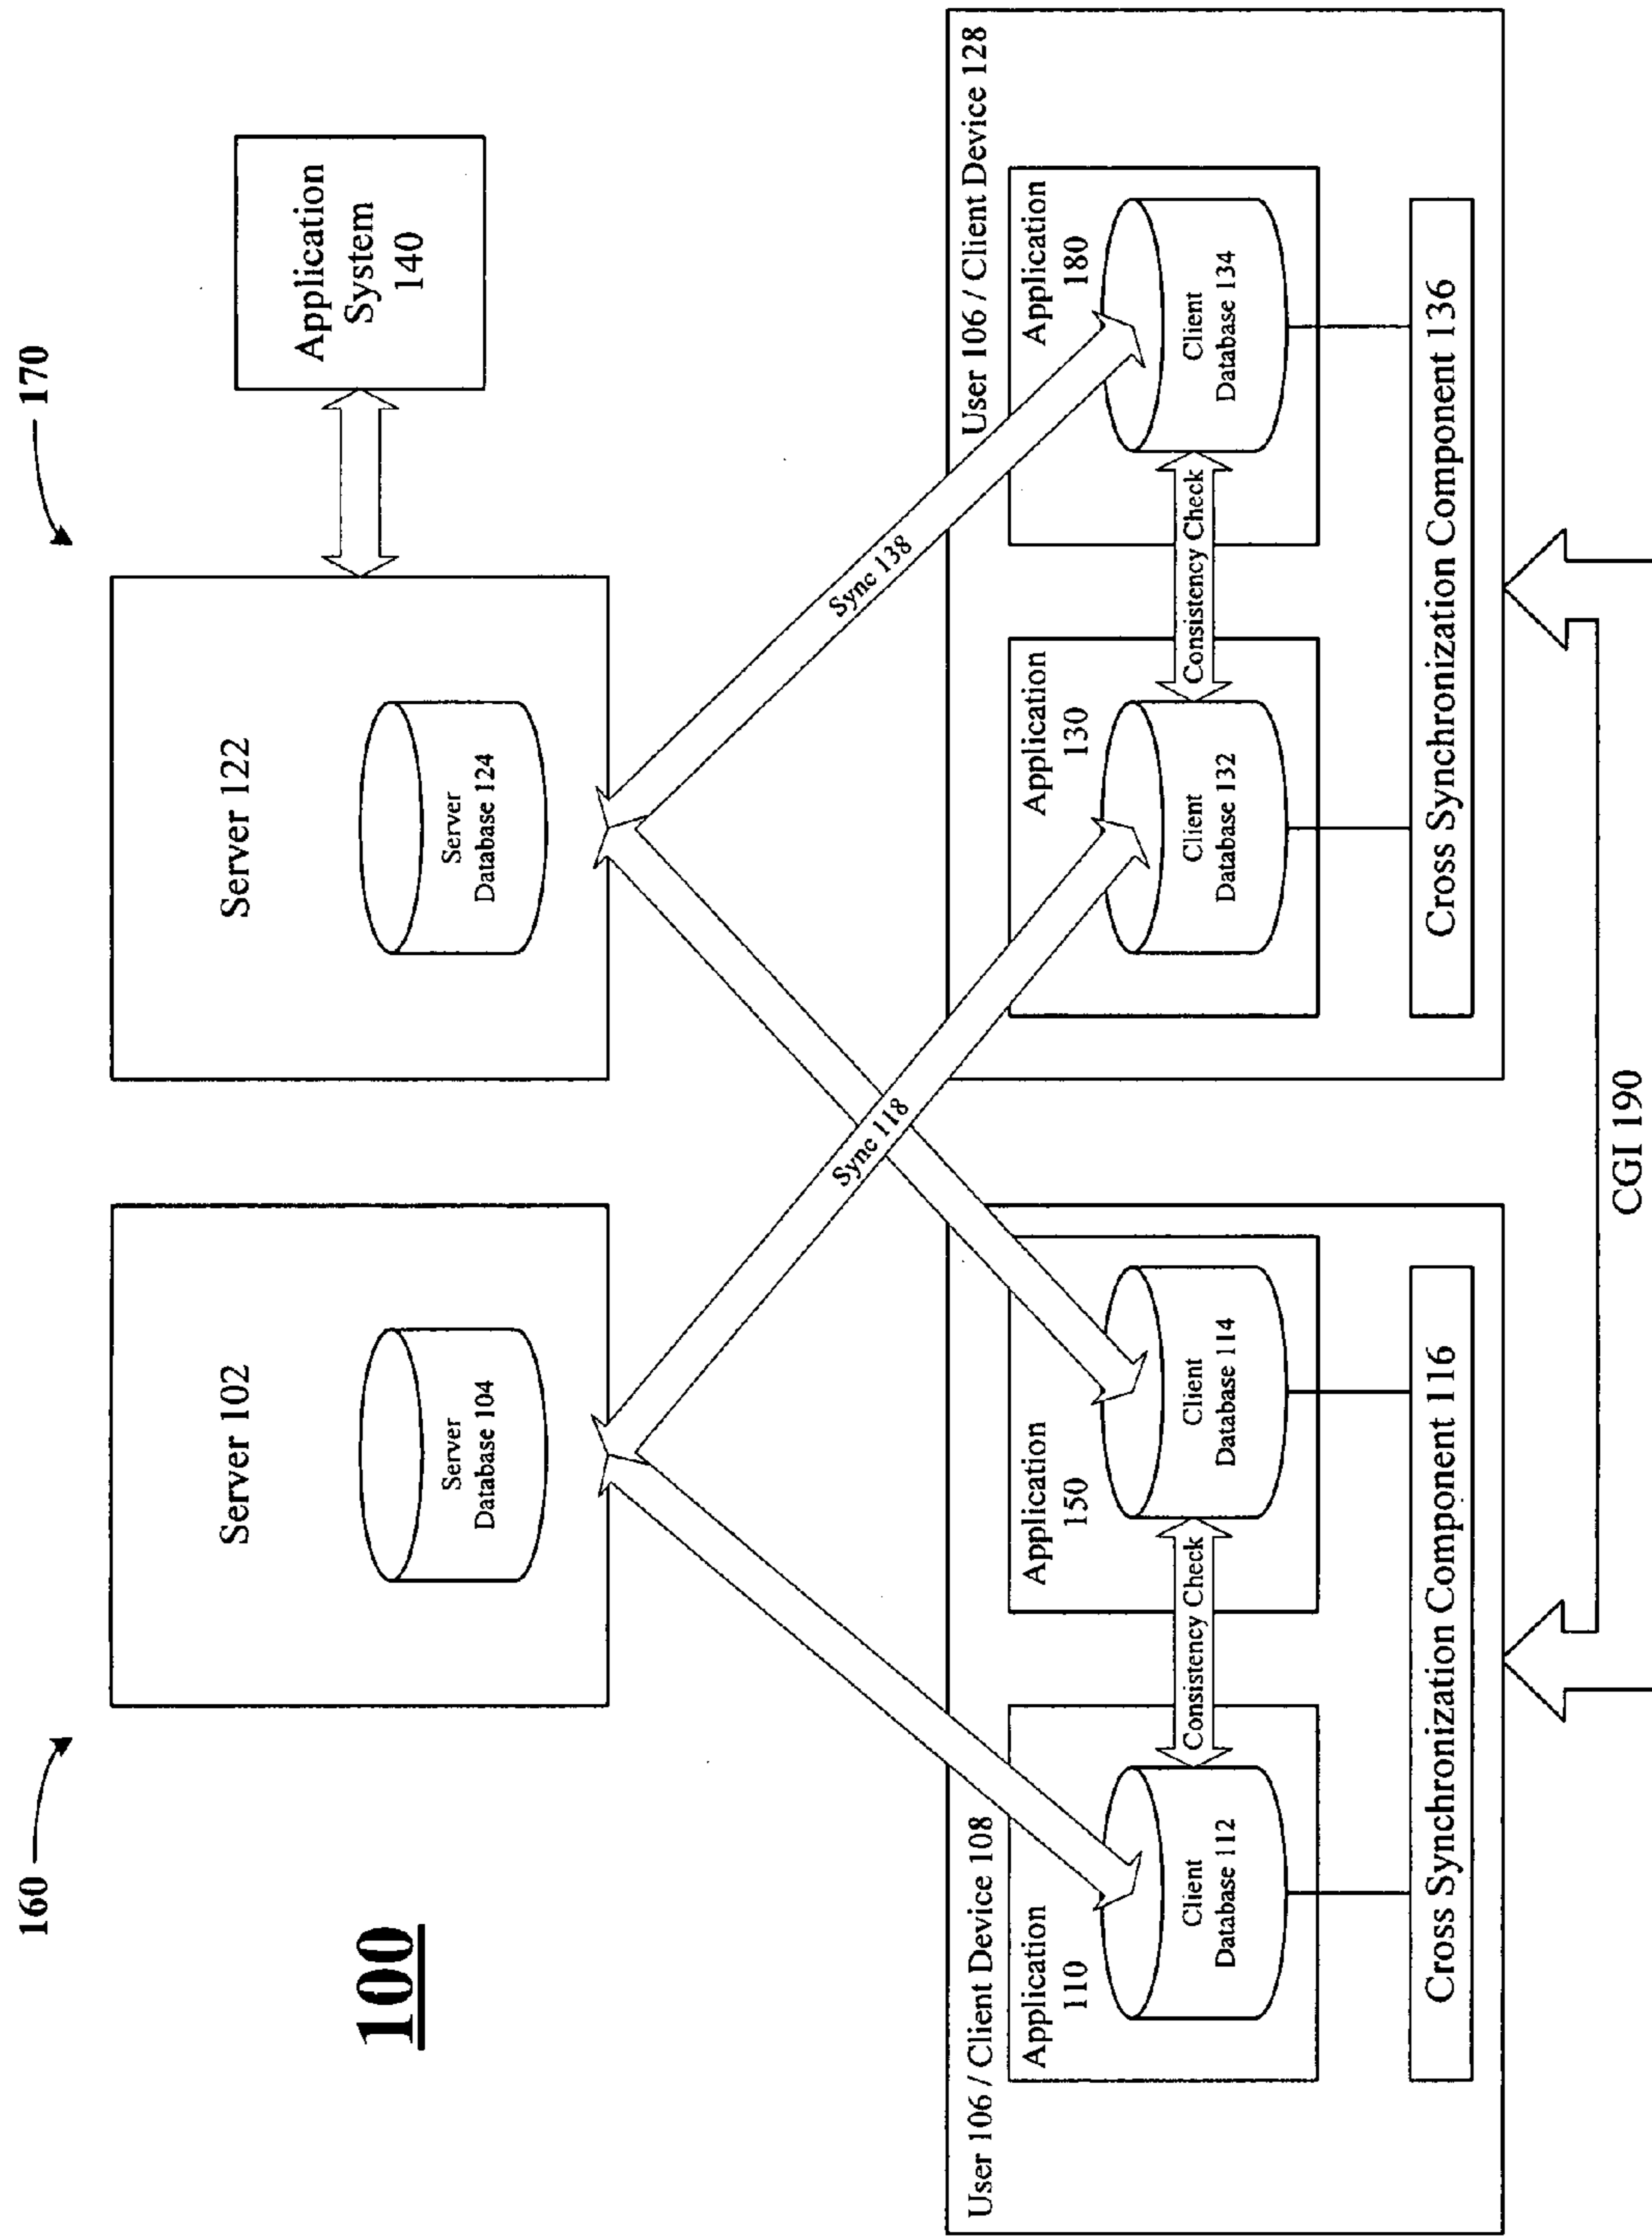 160
170
100
Server 102
Server
Database 104
Server 122
Server
Database 124
Application
System
140
Sync 118
Sync 138
User 106 / Client Device 108
Application
110
Client
Database 112
Consistency Check
Application
150
Client
Database 114
Cross Synchronization Component 116
User 106 / Client Device 128
Application
130
Client
Database 132
Consistency Check
Application
180
Client
Database 134
Cross Synchronization Component 136
CGI 190